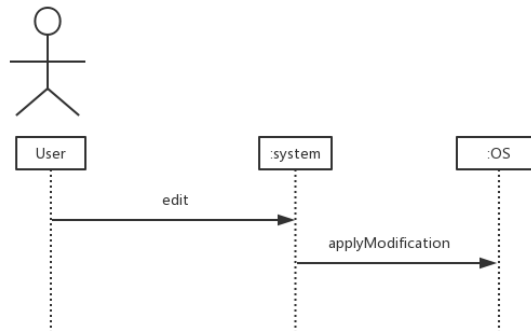 User
:system
:OS
edit
applyModification